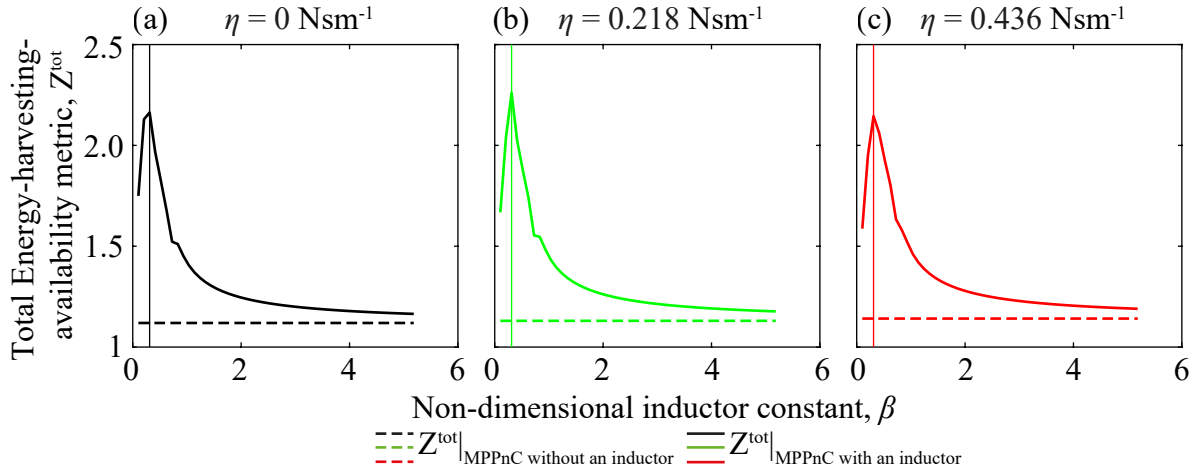 (a) η = 0 Nsm⁻¹
(b) η = 0.218 Nsm⁻¹
(c) η = 0.436 Nsm⁻¹
Total Energy-harvesting-
availability metric, Zᵗᵒᵗ
2.5
2.0
1.5
1
0 2 4 6
0 2 4 6
0 2 4 6
Non-dimensional inductor constant, β
Zᵗᵒᵗ|MPPnC without an inductor
Zᵗᵒᵗ|MPPnC with an inductor